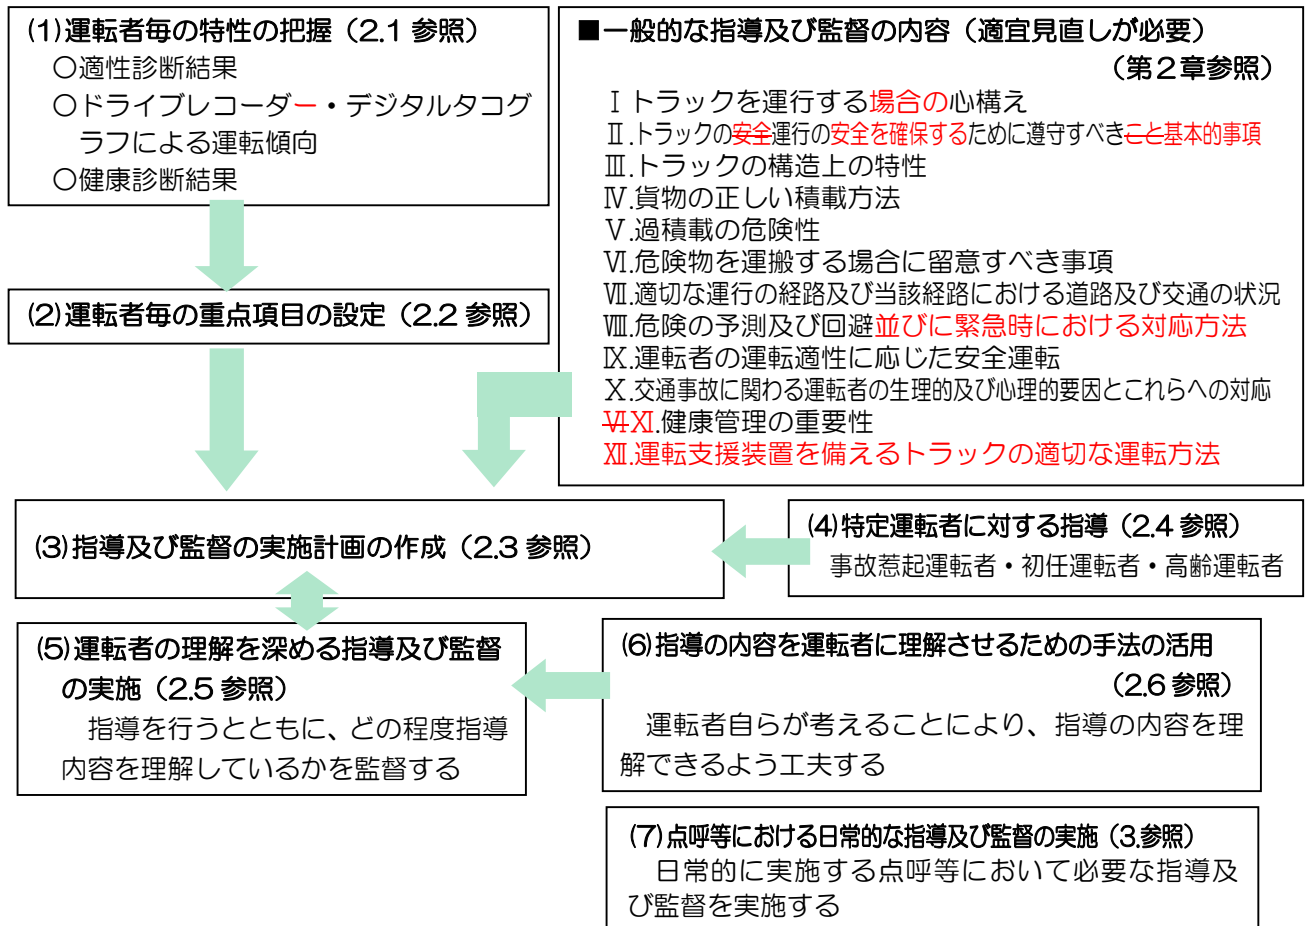 (1)運転者毎の特性の把握（2.1 参照）
○適性診断結果
○ドライブレコーダー・デジタルタコグ
ラフによる運転傾向
○健康診断結果
(2)運転者毎の重点項目の設定（2.2 参照）
■一般的な指導及び監督の内容（適宜見直しが必要）
（第２章参照）
Ⅰトラックを運行する場合の心構え
Ⅱ.トラックの安全運行の安全を確保するために遵守すべきこと基本的事項
Ⅲ.トラックの構造上の特性
Ⅳ.貨物の正しい積載方法
Ⅴ.過積載の危険性
Ⅵ.危険物を運搬する場合に留意すべき事項
Ⅶ.適切な運行の経路及び当該経路における道路及び交通の状況
Ⅷ.危険の予測及び回避並びに緊急時における対応方法
Ⅸ.運転者の運転適性に応じた安全運転
Ⅹ.交通事故に関わる運転者の生理的及び心理的要因とこれらへの対応
ⅥⅪ.健康管理の重要性
Ⅻ.運転支援装置を備えるトラックの適切な運転方法
(3)指導及び監督の実施計画の作成（2.3 参照）
(4)特定運転者に対する指導（2.4 参照）
事故惹起運転者・初任運転者・高齢運転者
(5)運転者の理解を深める指導及び監督
の実施（2.5 参照）
指導を行うとともに、どの程度指導
内容を理解しているかを監督する
(6)指導の内容を運転者に理解させるための手法の活用
（2.6 参照）
運転者自らが考えることにより、指導の内容を理
解できるよう工夫する
(7)点呼等における日常的な指導及び監督の実施（3.参照）
日常的に実施する点呼等において必要な指導及
び監督を実施する